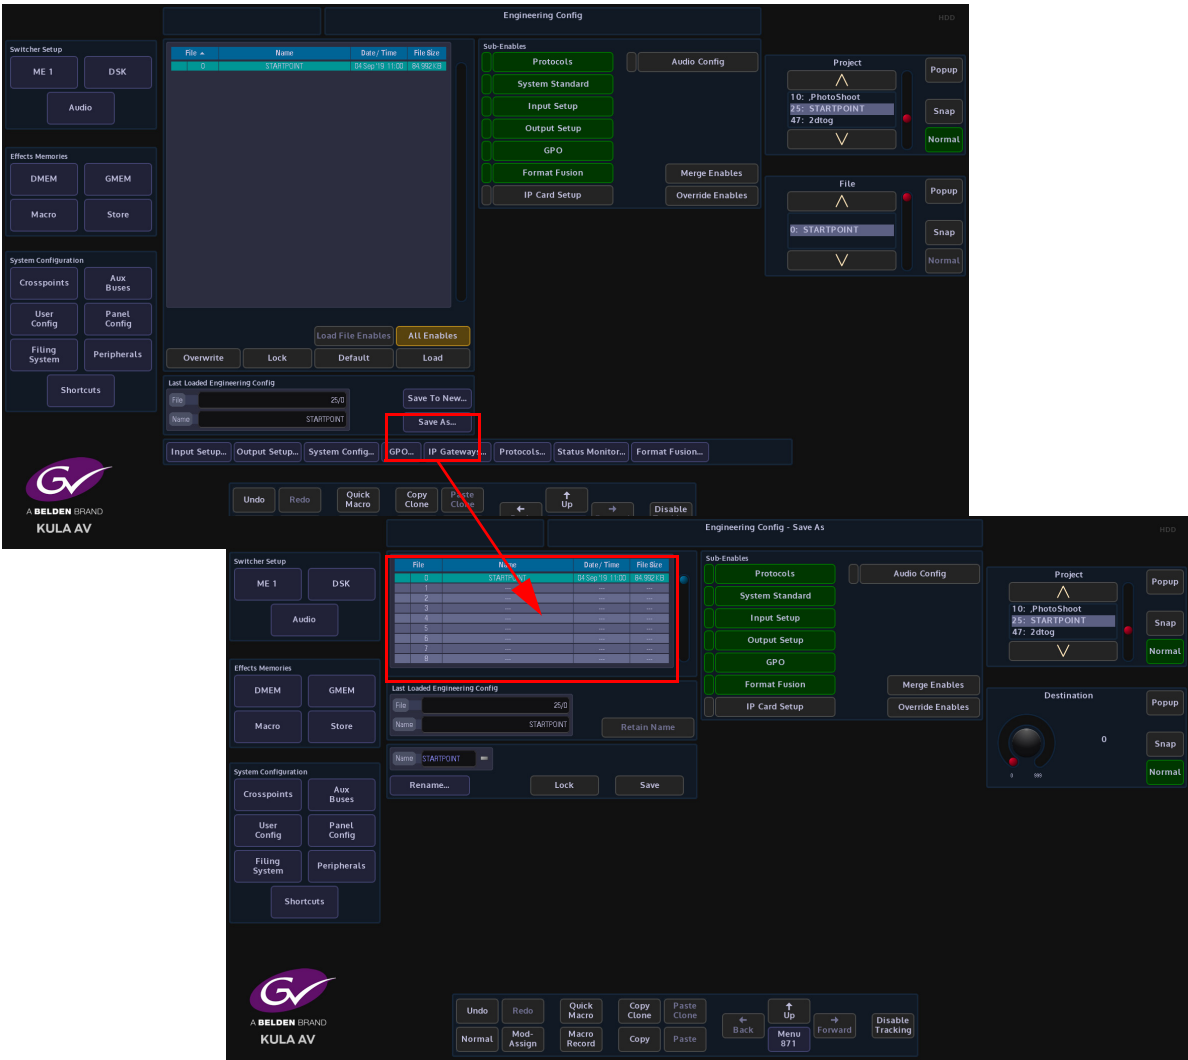 Engineering Config
HDD
Switcher Setup
ME 1
DSK
Audio
Effects Memories
DMEM
GMEM
Macro
Store
System Configuration
Crosspoints
Aux Buses
User Config
Panel Config
Filing System
Peripherals
Shortcuts
File Name Date / Time File Size
0 STARTPOINT 04 Sep '19 11:00 84,992 KB
Load File Enables
All Enables
Overwrite
Lock
Default
Load
Last Loaded Engineering Config
File 25/0
Name STARTPOINT
Save To New...
Save As...
Input Setup...
Output Setup...
System Config...
GPO...
IP Gateways...
Protocols...
Status Monitor...
Format Fusion...
Sub-Enables
Protocols
Audio Config
System Standard
Input Setup
Output Setup
GPO
Format Fusion
Merge Enables
IP Card Setup
Override Enables
Project
10: ,PhotoShoot
25: STARTPOINT
47: 2dtog
Popup
Snap
Normal
File
0: STARTPOINT
Popup
Snap
Normal
GV
A BELDEN BRAND
KULA AV
Undo
Redo
Quick Macro
Copy Clone
Paste Clone
Up
Disable
Engineering Config - Save As
HDD
Switcher Setup
ME 1
DSK
Audio
Effects Memories
DMEM
GMEM
Macro
Store
System Configuration
Crosspoints
Aux Buses
User Config
Panel Config
Filing System
Peripherals
Shortcuts
File Name Date / Time File Size
0 STARTPOINT 04 Sep '19 11:00 84,992 KB
1 --- --- ---
2 --- --- ---
3 --- --- ---
4 --- --- ---
5 --- --- ---
6 --- --- ---
7 --- --- ---
8 --- --- ---
Last Loaded Engineering Config
File 25/0
Name STARTPOINT
Retain Name
Name STARTPOINT
Rename...
Lock
Save
Sub-Enables
Protocols
Audio Config
System Standard
Input Setup
Output Setup
GPO
Format Fusion
Merge Enables
IP Card Setup
Override Enables
Project
10: ,PhotoShoot
25: STARTPOINT
47: 2dtog
Popup
Snap
Normal
Destination
0
0 999
Popup
Snap
Normal
GV
A BELDEN BRAND
KULA AV
Undo
Redo
Quick Macro
Copy Clone
Paste Clone
Up
Normal
Mod-Assign
Macro Record
Copy
Paste
Back
Menu 871
Forward
Disable Tracking